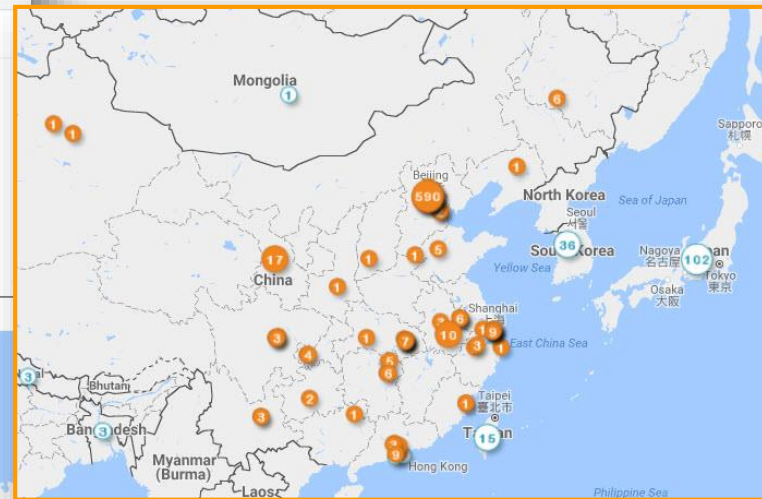 Mongolia
1
6
1
1
Sapporo
札幌
1
Beijing
590
North Korea
Sea of Japan
Seoul
서울
36
South Korea
Nagoya
名古屋
102
Japan
Tokyo
東京
Osaka
大阪
Yellow Sea
5
1
1
17
China
1
Shanghai
6
10
1
9
3
1
East China Sea
3
4
1
7
5
6
2
3
1
1
Taipei
臺北市
Taiwan
15
3
Bhutan
Bangladesh
3
Myanmar
(Burma)
Laos
9
Hong Kong
Philippine Sea